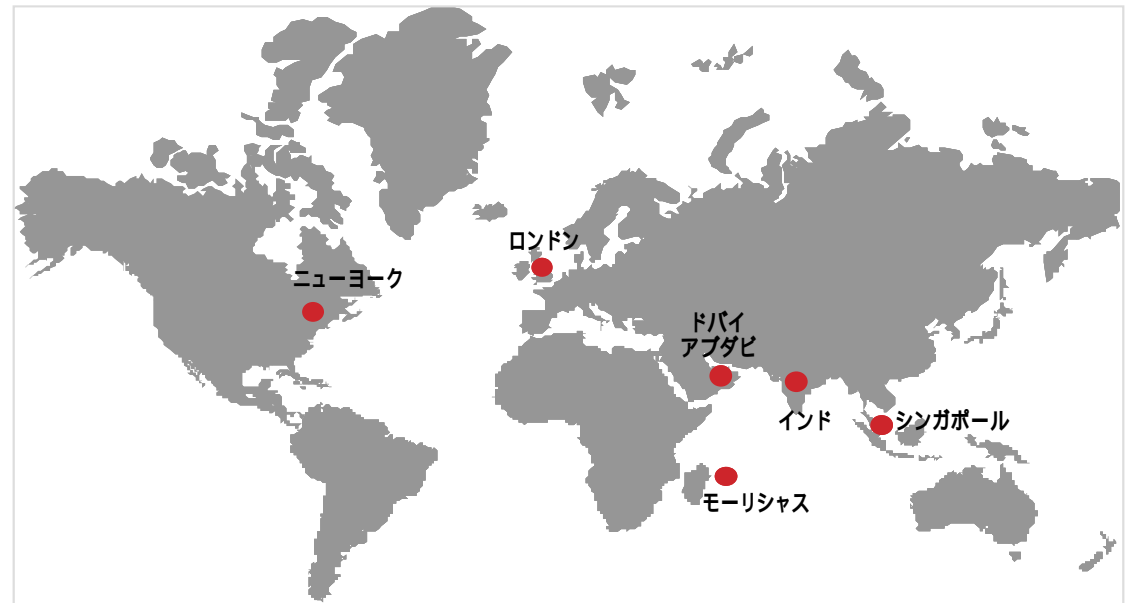 ロンドン
ニューヨーク
ドバイ
アブダビ
インド
シンガポール
モーリシャス